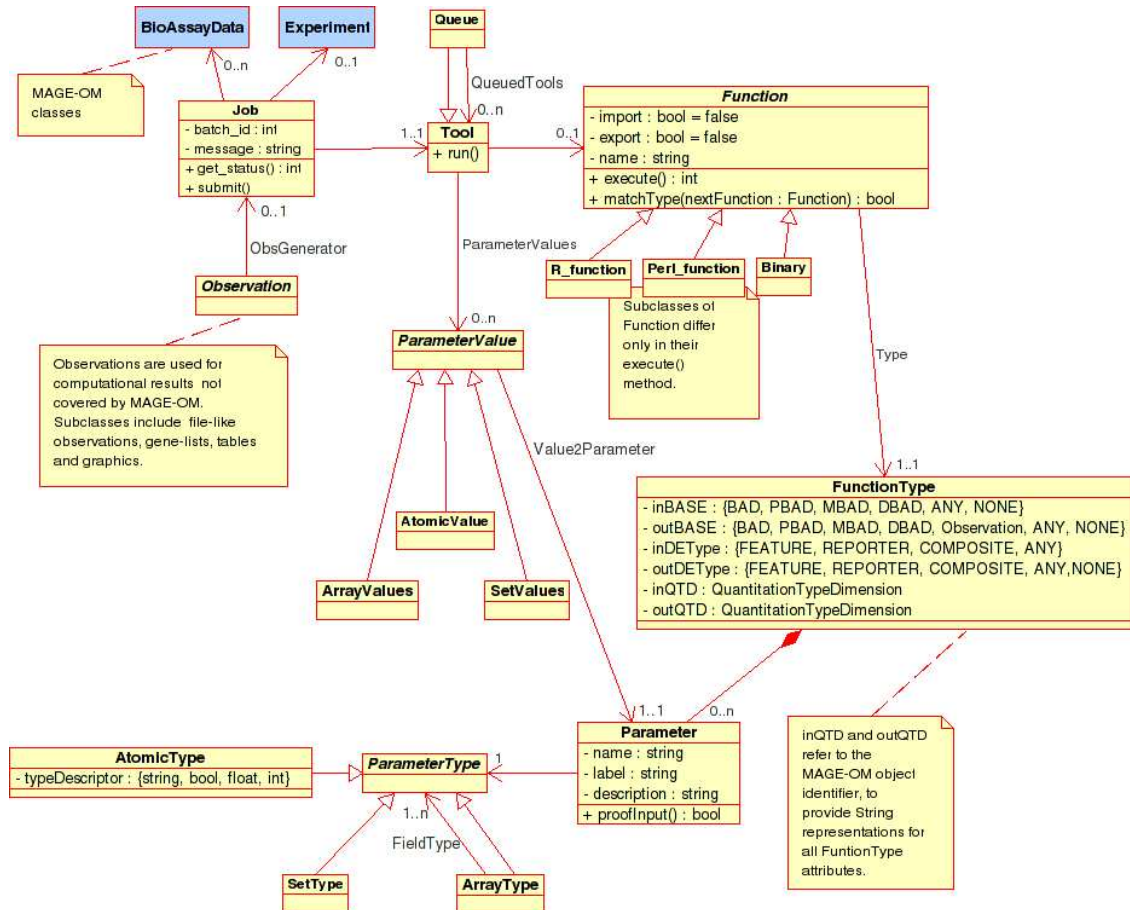 BioAssayData
Experiment
Queue
0..n
0..1
QueuedTools
MAGE-OM
classes
0..n
Job
- batch_id : int
- message : string
+ get_status() : int
+ submit()
1..1
Tool
+ run()
0..1
Function
- import : bool = false
- export : bool = false
- name : string
+ execute() : int
+ matchType(nextFunction : Function) : bool
0..1
ObsGenerator
ParameterValues
Observation
R_function
Perl_function
Binary
Subclasses of
Function differ
only in their
execute()
method.
0..n
ParameterValue
Type
Observations are used for
computational results not
covered by MAGE-OM.
Subclasses include file-like
observations, gene-lists, tables
and graphics.
Value2Parameter
1..1
FunctionType
- inBASE : {BAD, PBAD, MBAD, DBAD, ANY, NONE}
- outBASE : {BAD, PBAD, MBAD, DBAD, Observation, ANY, NONE}
- inDEType : {FEATURE, REPORTER, COMPOSITE, ANY}
- outDEType : {FEATURE, REPORTER, COMPOSITE, ANY,NONE}
- inQTD : QuantitationTypeDimension
- outQTD : QuantitationTypeDimension
AtomicValue
ArrayValues
SetValues
1..1
0..n
Parameter
- name : string
- label : string
- description : string
+ proofInput() : bool
inQTD and outQTD
refer to the
MAGE-OM object
identifier, to
provide String
representations for
all FuntionType
attributes.
AtomicType
- typeDescriptor : {string, bool, float, int}
ParameterType
1
1..n
FieldType
SetType
ArrayType